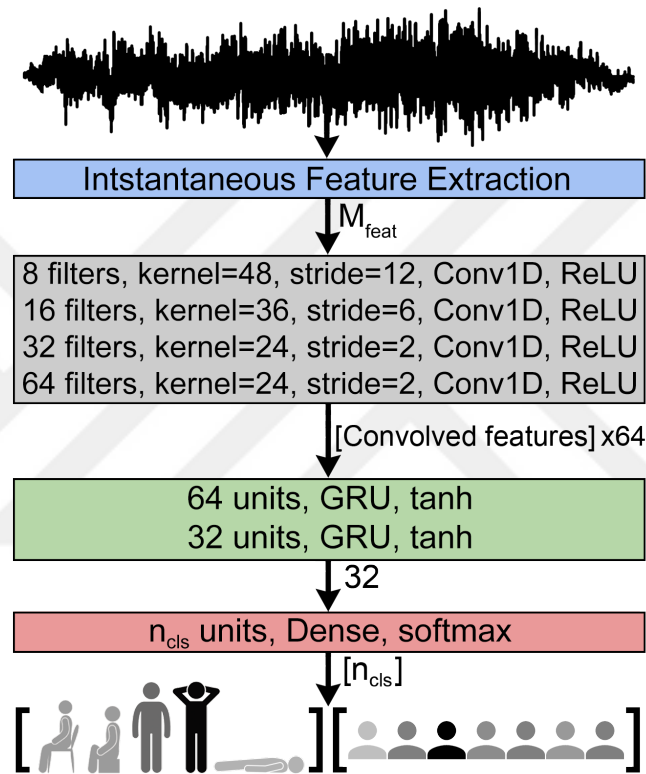 Intstantaneous Feature Extraction
M_feat
8 filters, kernel=48, stride=12, Conv1D, ReLU
16 filters, kernel=36, stride=6, Conv1D, ReLU
32 filters, kernel=24, stride=2, Conv1D, ReLU
64 filters, kernel=24, stride=2, Conv1D, ReLU
[Convolved features] x64
64 units, GRU, tanh
32 units, GRU, tanh
32
n_cls units, Dense, softmax
[n_cls]